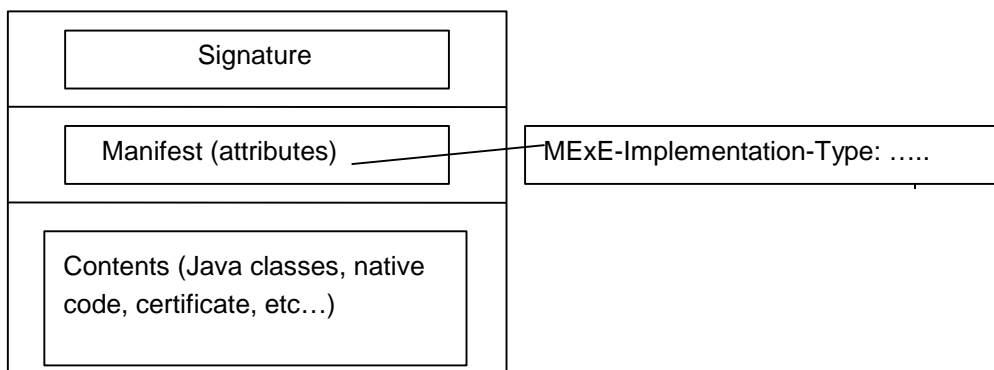 Signature
Manifest (attributes)
MExE-Implementation-Type: …..
Contents (Java classes, native
code, certificate, etc…)